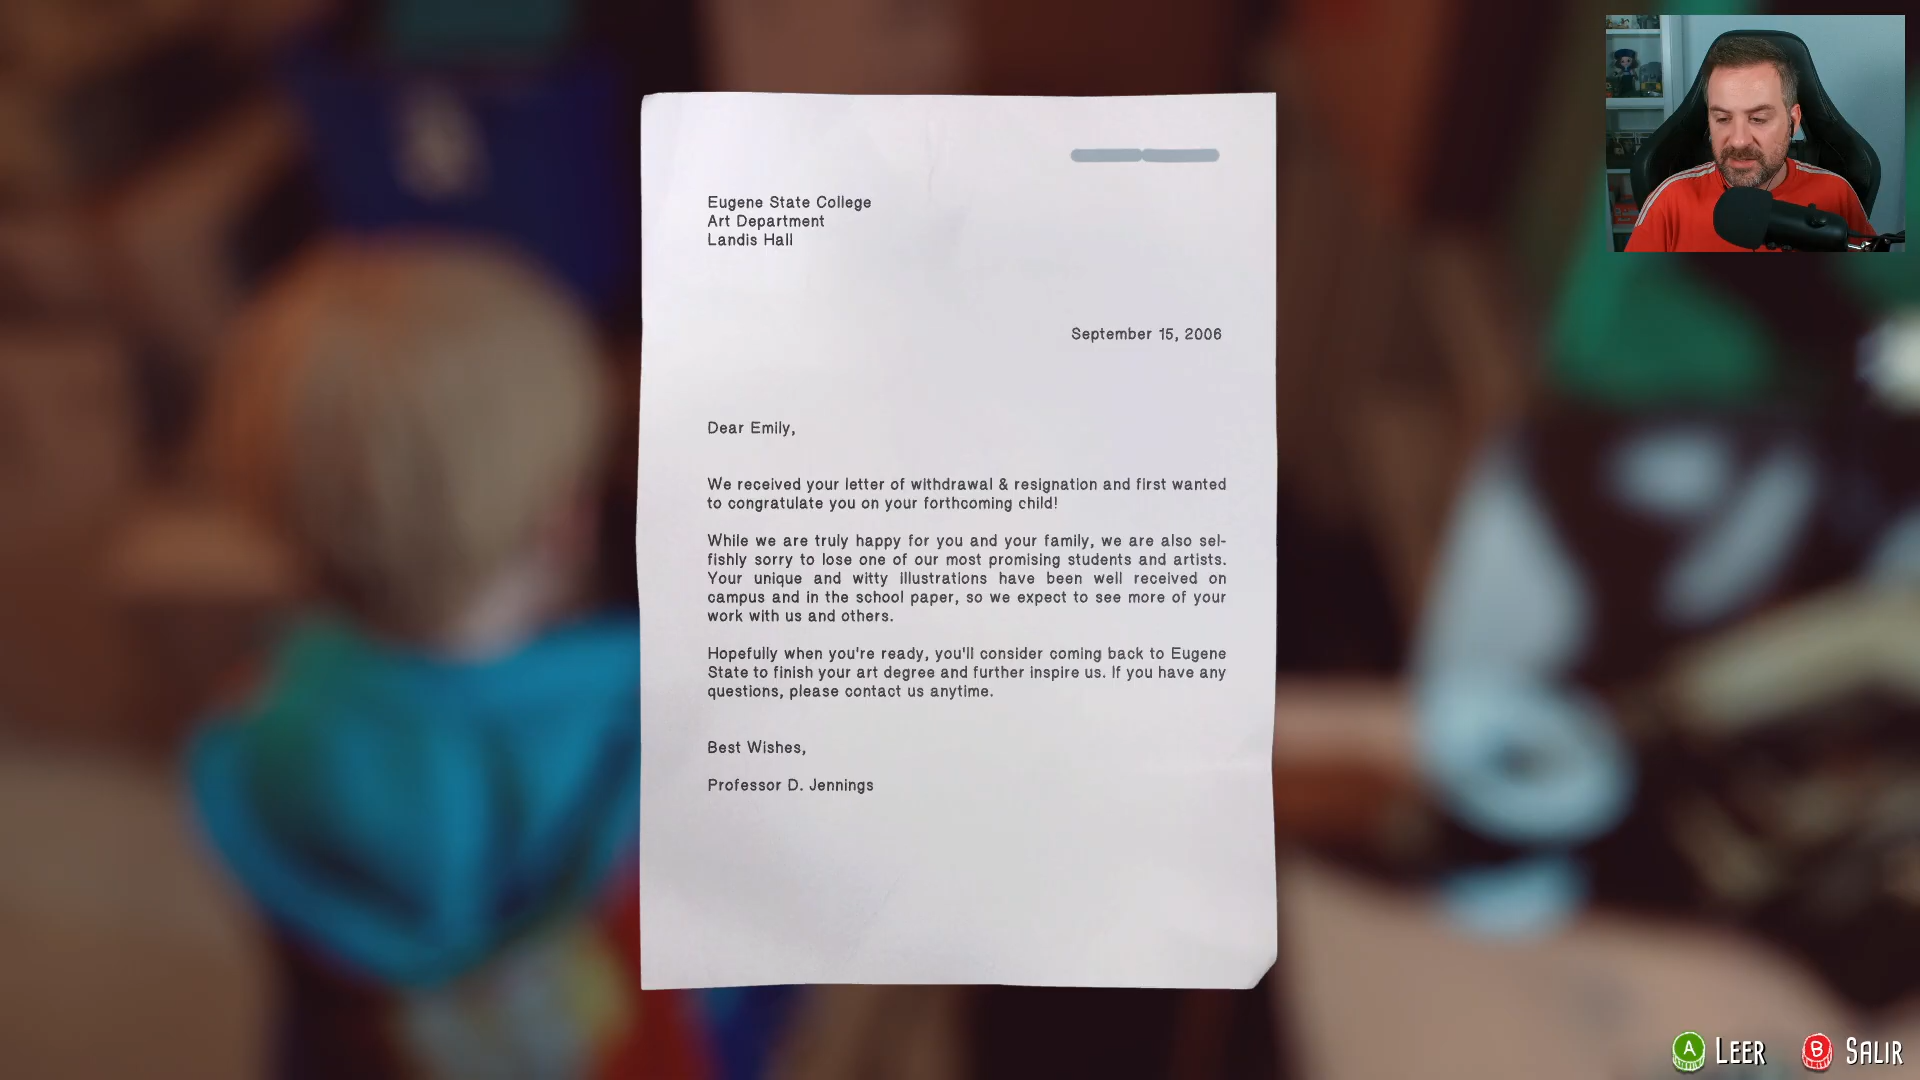 Eugene State College
Art Department
Landis Hall
September 15, 2006
Dear Emily,
We received your letter of withdrawal & resignation and first wanted
to congratulate you on your forthcoming child!
While we are truly happy for you and your family, we are also sel-
fishly sorry to lose one of our most promising students and artists.
Your unique and witty illustrations have been well received on
campus and in the school paper, so we expect to see more of your
work with us and others.
Hopefully when you're ready, you'll consider coming back to Eugene
State to finish your art degree and further inspire us. If you have any
questions, please contact us anytime.
Best Wishes,
Professor D. Jennings
A LEER B SALIR